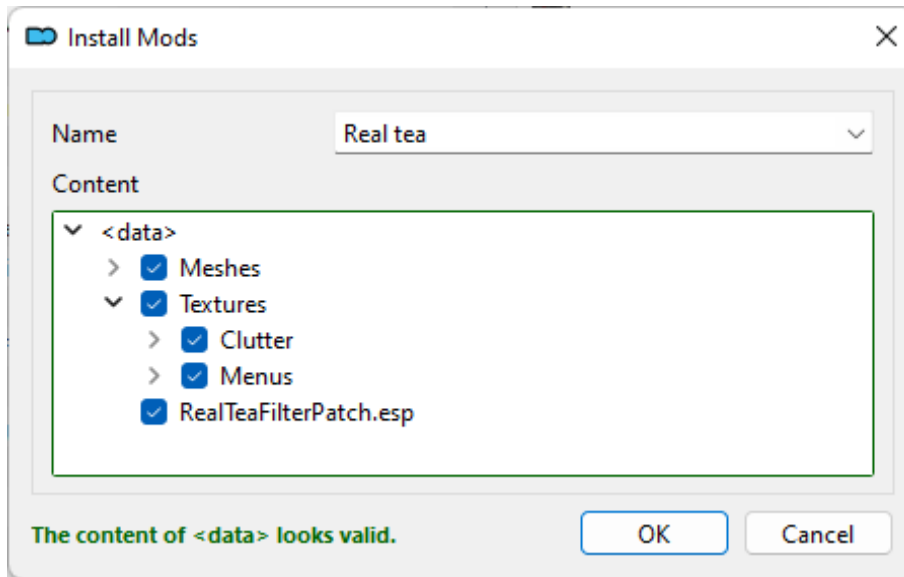 Install Mods
Name
Real tea
Content
<data>
Meshes
Textures
Clutter
Menus
RealTeaFilterPatch.esp
The content of <data> looks valid.
OK
Cancel